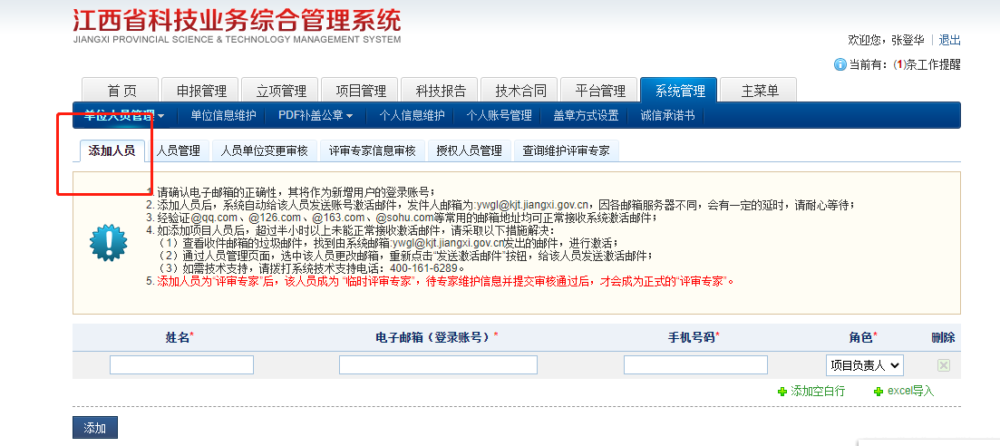 江西省科技业务综合管理系统
JIANGXI PROVINCIAL SCIENCE & TECHNOLOGY MANAGEMENT SYSTEM
欢迎您，张登华 | 退出
当前有：(1)条工作提醒
首 页 申报管理 立项管理 项目管理 科技报告 技术合同 平台管理 系统管理 主菜单
单位人员管理 单位信息维护 PDF补盖公章 个人信息维护 个人账号管理 盖章方式设置 诚信承诺书
添加人员 人员管理 人员单位变更审核 评审专家信息审核 授权人员管理 查询维护评审专家
1. 请确认电子邮箱的正确性，其将作为新增用户的登录账号；
2. 添加人员后，系统自动给该人员发送账号激活邮件，发件人邮箱为:ywgl@kjt.jiangxi.gov.cn，因各邮箱服务器不同，会有一定的延时，请耐心等待；
3. 经验证@qq.com、@126.com、@163.com、@sohu.com等常用的邮箱地址均可正常接收系统激活邮件；
4. 如添加项目人员后，超过半小时以上未能正常接收激活邮件，请采取以下措施解决：
（1）查看收件邮箱的垃圾邮件，找到由系统邮箱:ywgl@kjt.jiangxi.gov.cn发出的邮件，进行激活；
（2）通过人员管理页面，选中该人员更改邮箱，重新点击“发送激活邮件”按钮，给该人员发送激活邮件；
（3）如需技术支持，请拨打系统技术支持电话：400-161-6289。
5. 添加人员为“评审专家”后，该人员成为 “临时评审专家”，待专家维护信息并提交审核通过后，才会成为正式的“评审专家”。
姓名* 电子邮箱（登录账号）* 手机号码* 角色* 删除
项目负责人
添加空白行 excel导入
添加